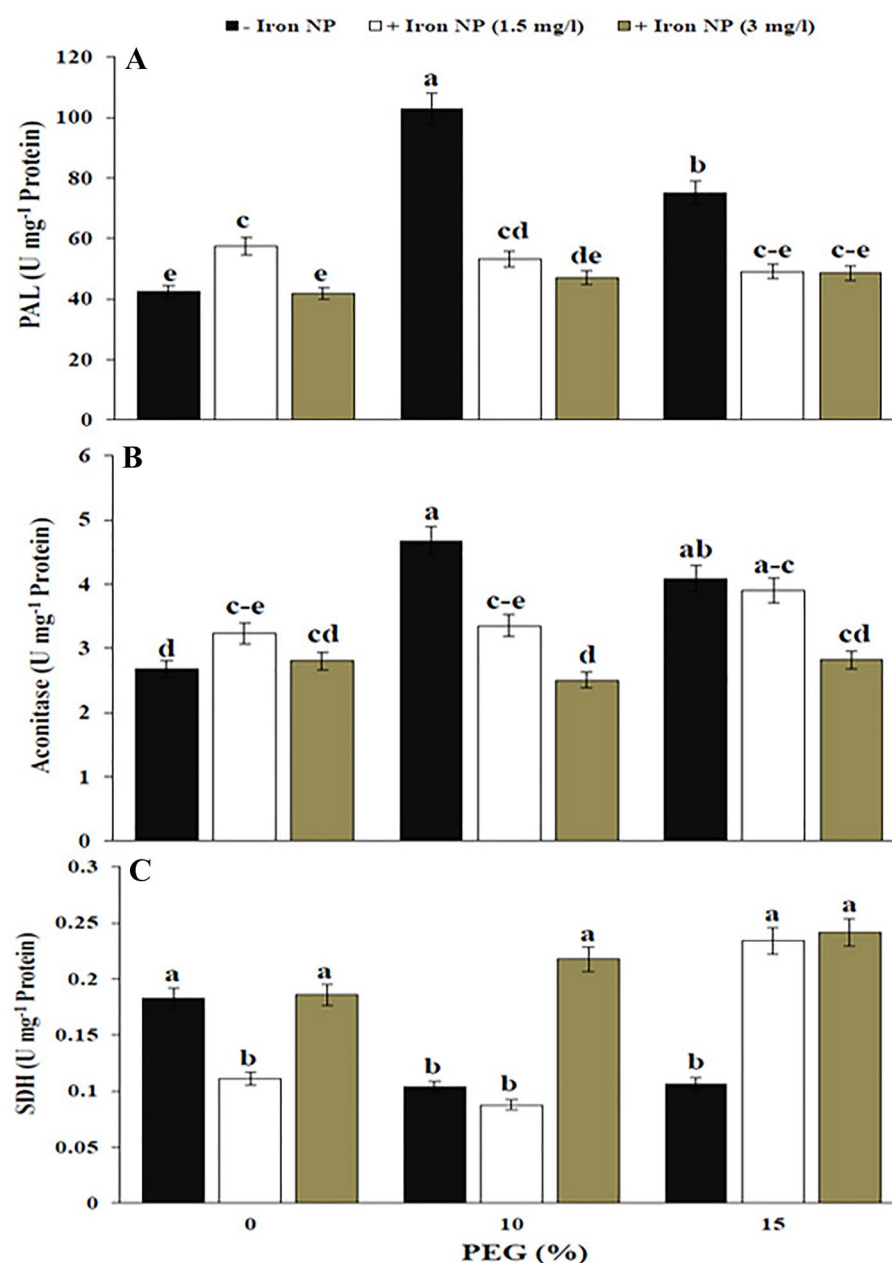 - Iron NP + Iron NP (1.5 mg/l) + Iron NP (3 mg/l)
A
120
100
80
60
40
20
0
PAL (U mg-1 Protein)
e c e a cd de b c-e c-e
B
6
5
4
3
2
1
0
Aconitase (U mg-1 Protein)
d c-e cd a c-e d ab a-c cd
C
0.3
0.25
0.2
0.15
0.1
0.05
0
SDH (U mg-1 Protein)
a b a b b a b a a
0 10 15
PEG (%)